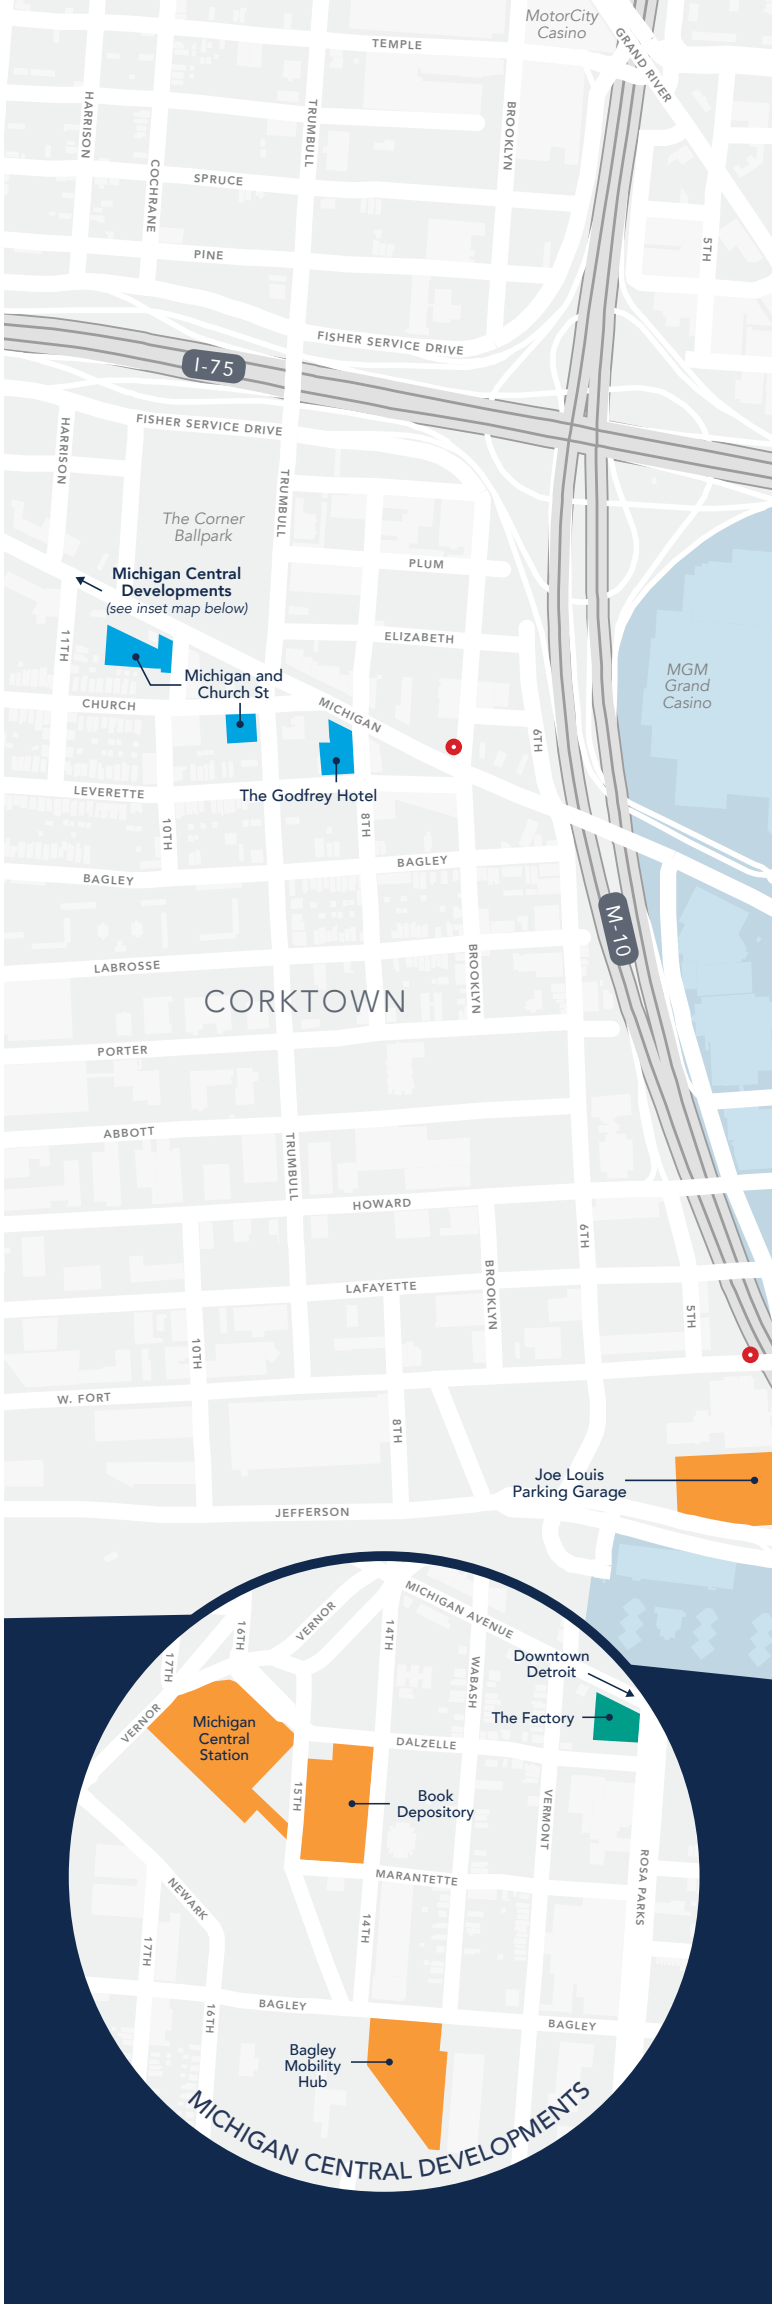 MotorCity
Casino
GRAND RIVER
TEMPLE
HARRISON
TRUMBULL
BROOKLYN
COCHRANE
SPRUCE
5TH
PINE
FISHER SERVICE DRIVE
I-75
FISHER SERVICE DRIVE
HARRISON
TRUMBULL
The Corner
Ballpark
PLUM
Michigan Central
Developments
(see inset map below)
11TH
ELIZABETH
MGM
Grand
Casino
Michigan and
Church St
CHURCH
MICHIGAN
6TH
LEVERETTE
The Godfrey Hotel
10TH
8TH
BAGLEY
BAGLEY
M-10
LABROSSE
BROOKLYN
CORKTOWN
PORTER
ABBOTT
TRUMBULL
HOWARD
6TH
BROOKLYN
LAFAYETTE
5TH
10TH
W. FORT
8TH
Joe Louis
Parking Garage
JEFFERSON
MICHIGAN AVENUE
VERNOR
16TH
14TH
17TH
WABASH
Downtown
Detroit
VERNOR
Michigan
Central
Station
The Factory
DALZELLE
15TH
Book
Depository
VERMONT
ROSA PARKS
MARANTETTE
NEWARK
14TH
17TH
16TH
BAGLEY
BAGLEY
Bagley
Mobility
Hub
MICHIGAN CENTRAL DEVELOPMENTS